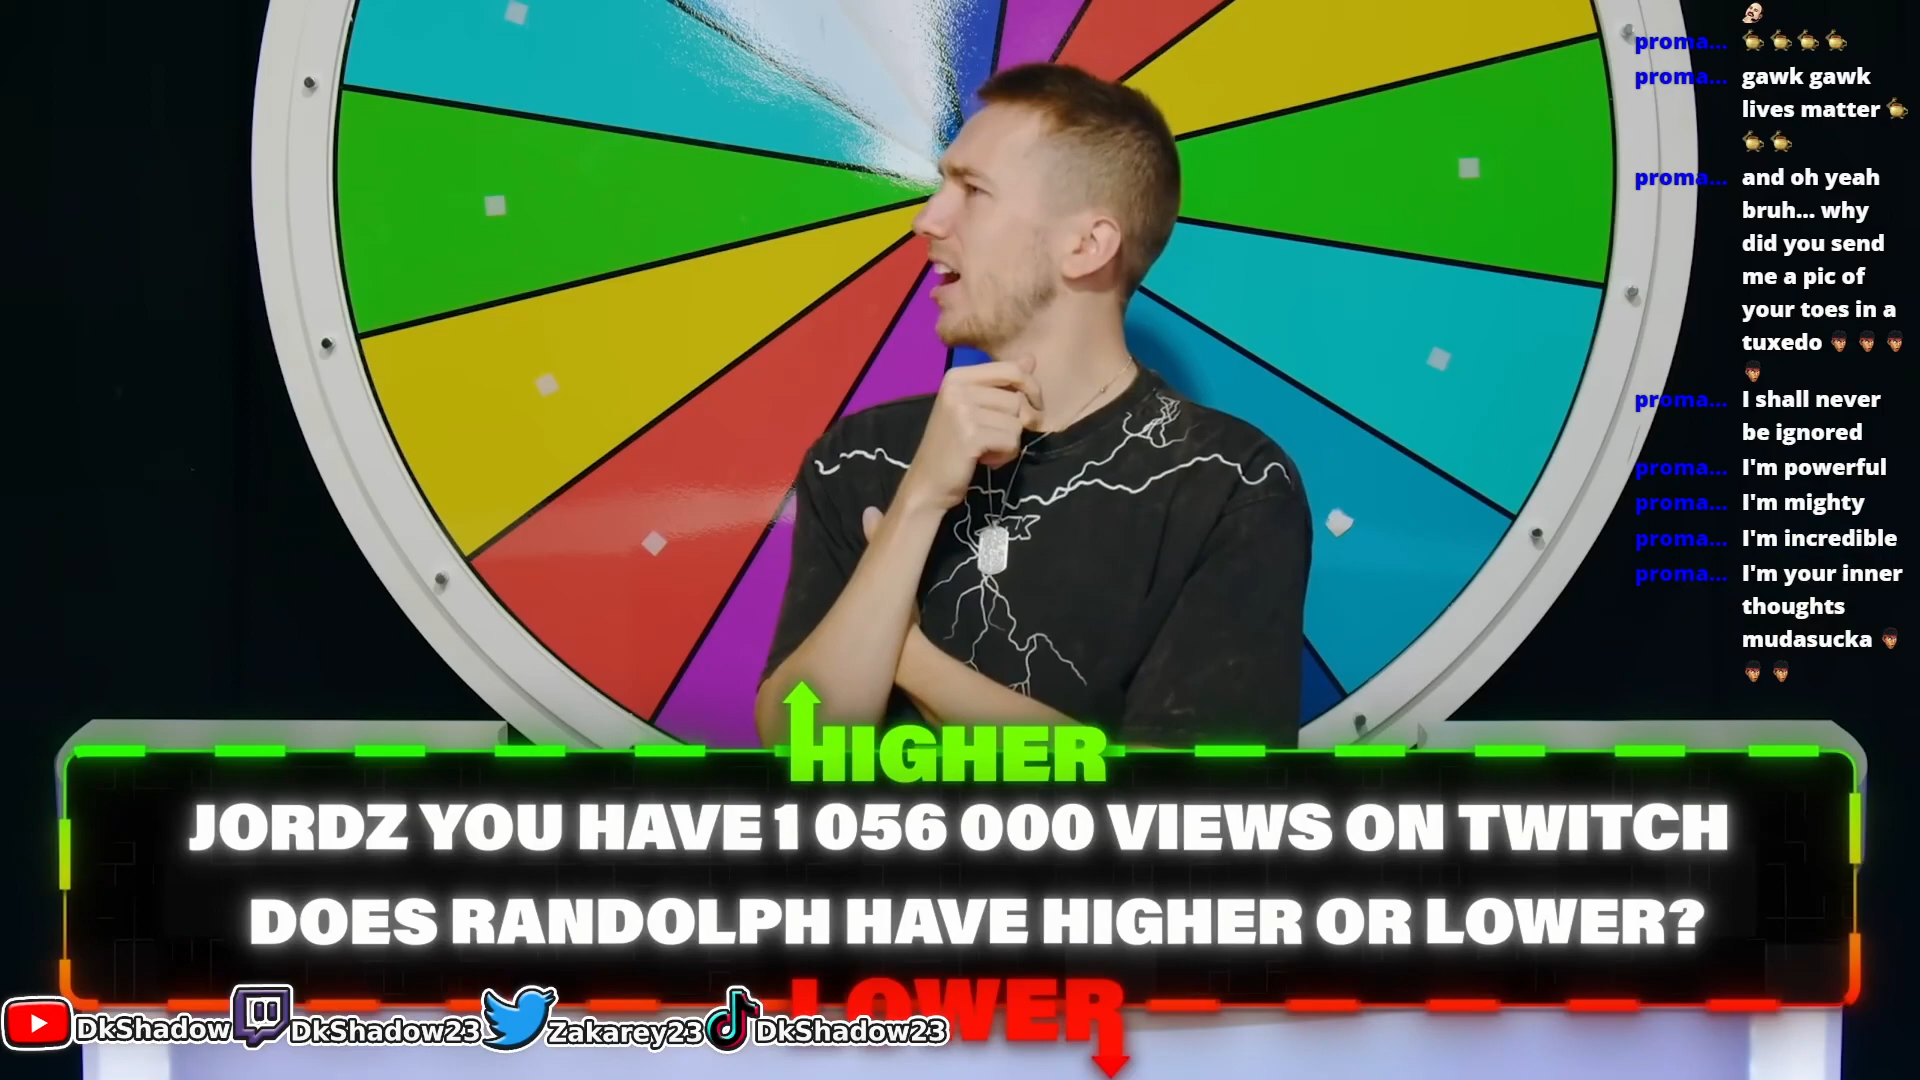 proma...
proma... gawk gawk
lives matter
proma... and oh yeah
bruh... why
did you send
me a pic of
your toes in a
tuxedo
proma... I shall never
be ignored
proma... I'm powerful
proma... I'm mighty
proma... I'm incredible
proma... I'm your inner
thoughts
mudasucka
HIGHER
JORDZ YOU HAVE 1 056 000 VIEWS ON TWITCH
DOES RANDOLPH HAVE HIGHER OR LOWER?
LOWER
DkShadow DkShadow23 Zakarey23 DkShadow23